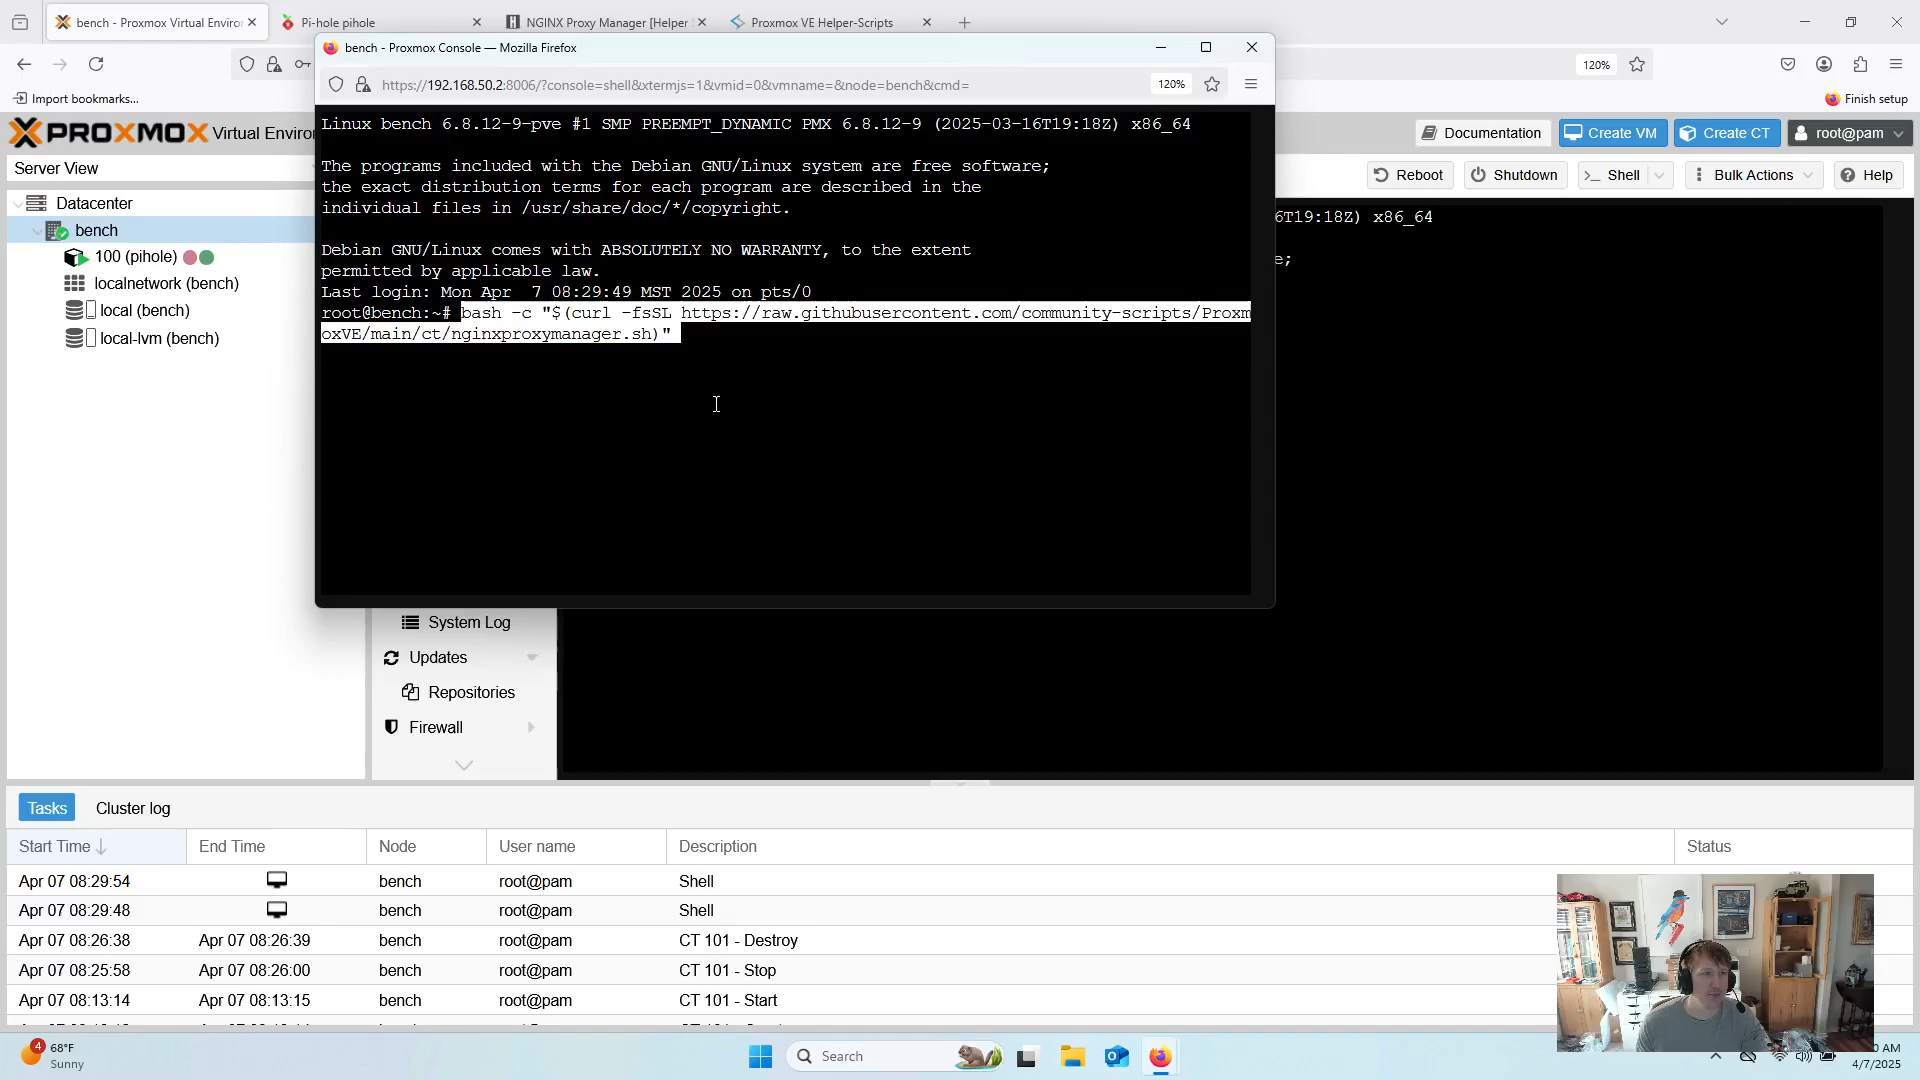 bench - Proxmox Virtual Enviro
Pi-hole pihole
NGINX Proxy Manager [Helper
Proxmox VE Helper-Scripts
bench - Proxmox Console — Mozilla Firefox
https://192.168.50.2:8006/?console=shell&xtermjs=1&vmid=0&vmname=&node=bench&cmd=
120%
120%
Import bookmarks...
Finish setup
PROXMOX Virtual Enviro
Documentation
Create VM
Create CT
root@pam
Server View
Reboot
Shutdown
Shell
Bulk Actions
Help
Datacenter
bench
100 (pihole)
localnetwork (bench)
local (bench)
local-lvm (bench)
Linux bench 6.8.12-9-pve #1 SMP PREEMPT_DYNAMIC PMX 6.8.12-9 (2025-03-16T19:18Z) x86_64
The programs included with the Debian GNU/Linux system are free software;
the exact distribution terms for each program are described in the
individual files in /usr/share/doc/*/copyright.
Debian GNU/Linux comes with ABSOLUTELY NO WARRANTY, to the extent
permitted by applicable law.
Last login: Mon Apr  7 08:29:49 MST 2025 on pts/0
root@bench:~# bash -c "$(curl -fsSL https://raw.githubusercontent.com/community-scripts/Proxm
oxVE/main/ct/nginxproxymanager.sh)"
6T19:18Z) x86_64
e;
System Log
Updates
Repositories
Firewall
Tasks
Cluster log
Start Time
End Time
Node
User name
Description
Status
Apr 07 08:29:54 bench root@pam Shell
Apr 07 08:29:48 bench root@pam Shell
Apr 07 08:26:38 Apr 07 08:26:39 bench root@pam CT 101 - Destroy
Apr 07 08:25:58 Apr 07 08:26:00 bench root@pam CT 101 - Stop
Apr 07 08:13:14 Apr 07 08:13:15 bench root@pam CT 101 - Start
4
68°F
Sunny
Search
0 AM
4/7/2025